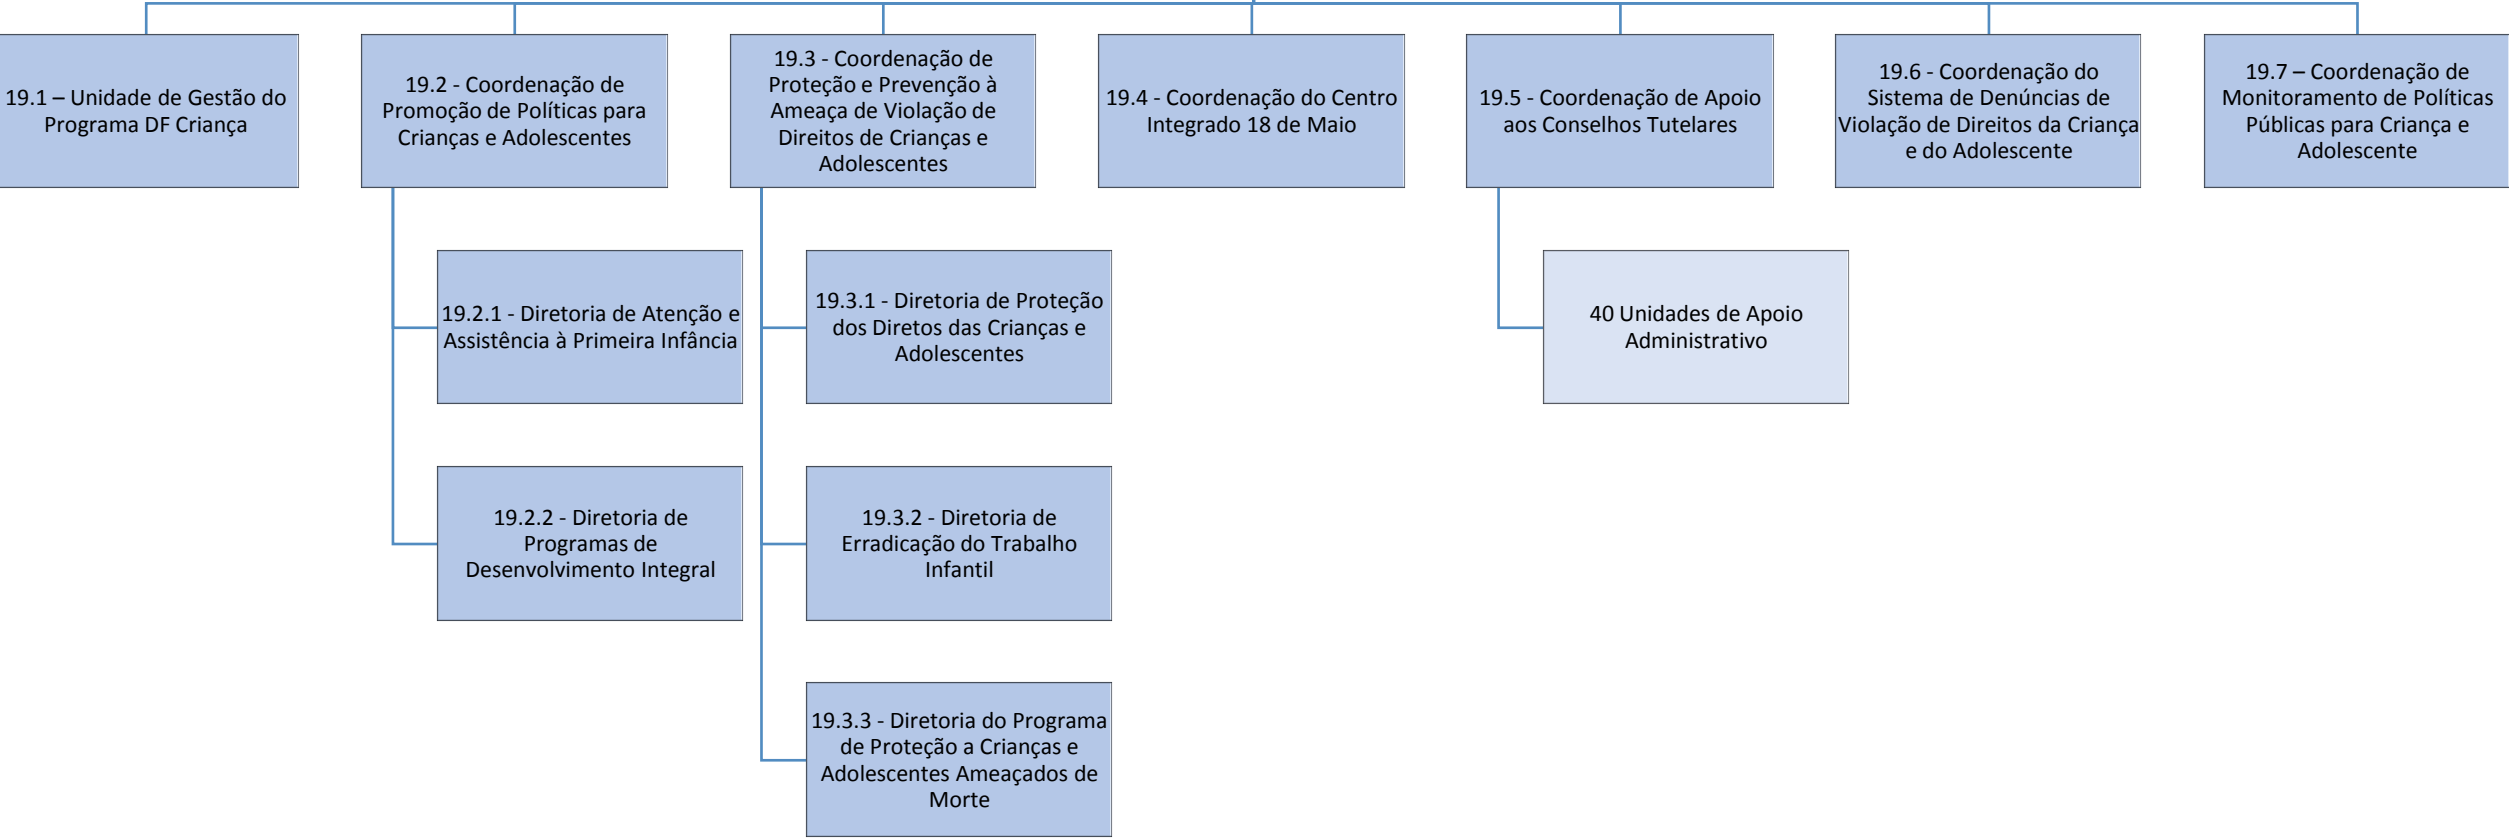 19.1 – Unidade de Gestão do
Programa DF Criança
19.2 - Coordenação de
Promoção de Políticas para
Crianças e Adolescentes
19.3 - Coordenação de
Proteção e Prevenção à
Ameaça de Violação de
Direitos de Crianças e
Adolescentes
19.4 - Coordenação do Centro
Integrado 18 de Maio
19.5 - Coordenação de Apoio
aos Conselhos Tutelares
19.6 - Coordenação do
Sistema de Denúncias de
Violação de Direitos da Criança
e do Adolescente
19.7 – Coordenação de
Monitoramento de Políticas
Públicas para Criança e
Adolescente
19.2.1 - Diretoria de Atenção e
Assistência à Primeira Infância
19.3.1 - Diretoria de Proteção
dos Diretos das Crianças e
Adolescentes
40 Unidades de Apoio
Administrativo
19.2.2 - Diretoria de
Programas de
Desenvolvimento Integral
19.3.2 - Diretoria de
Erradicação do Trabalho
Infantil
19.3.3 - Diretoria do Programa
de Proteção a Crianças e
Adolescentes Ameaçados de
Morte